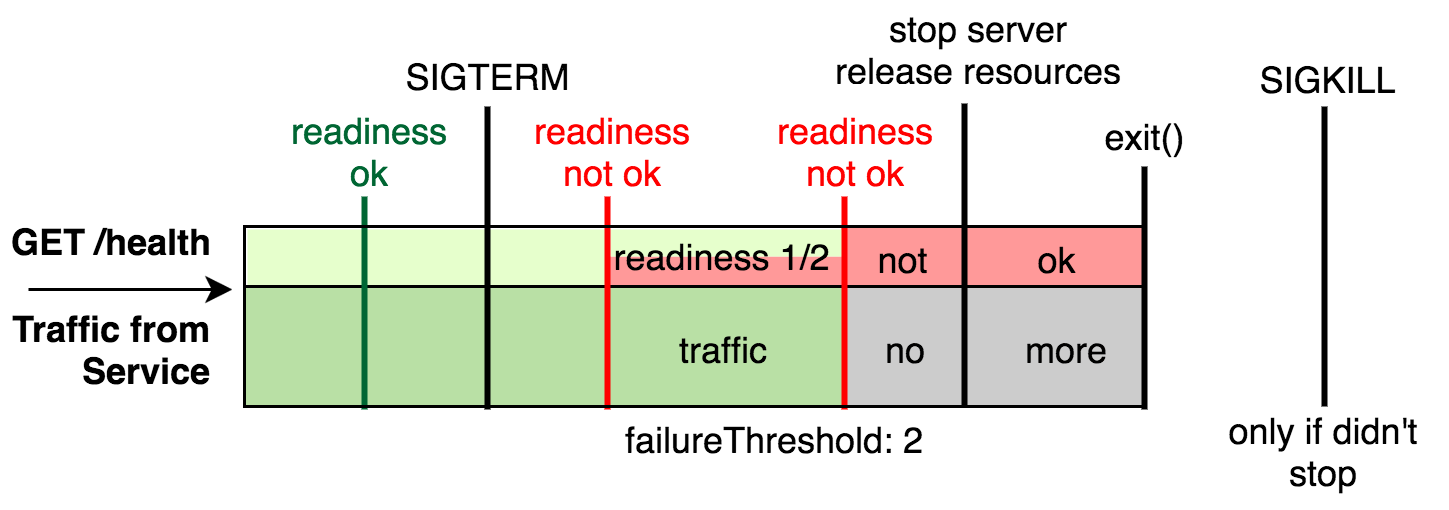 stop server
release resources
SIGTERM
SIGKILL
readiness
ok
readiness
not ok
readiness
not ok
exit()
GET /health
readiness 1/2
not
ok
Traffic from
Service
traffic
no
more
failureThreshold: 2
only if didn't
stop